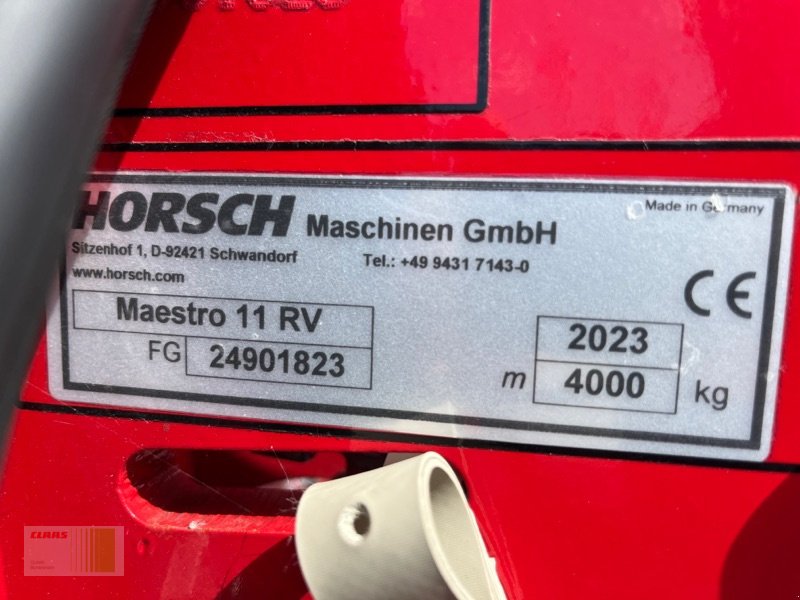 HORSCH Maschinen GmbH
Made in Germany
Sitzenhof 1, D-92421 Schwandorf
Tel.: +49 9431 7143-0
www.horsch.com
CE
Maestro 11 RV
FG 24901823
2023
m 4000 kg
CLAAS